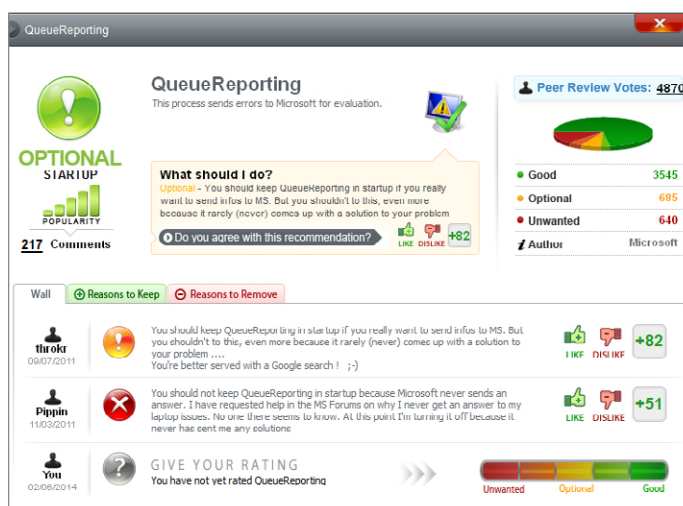 QueueReporting
OPTIONAL
STARTUP
POPULARITY
217 Comments
QueueReporting
This process sends errors to Microsoft for evaluation.
What should I do?
Optional - You should keep QueueReporting in startup if you really
want to send infos to MS. But you shouldn't to this, even more
because it rarely (never) comes up with a solution to your problem
Do you agree with this recommendation?
LIKE DISLIKE +82
Peer Review Votes: 4870
Good 3545
Optional 685
Unwanted 640
i Author Microsoft
Wall Reasons to Keep Reasons to Remove
throkr
09/07/2011
You should keep QueueReporting in startup if you really want to send infos to MS. But
you shouldn't to this, even more because it rarely (never) comes up with a solution to
your problem ....
You're better served with a Google search ! ;-)
LIKE DISLIKE +82
Pippin
11/03/2011
You should not keep QueueReporting in startup because Microsoft never sends an
answer. I have requested help in the MS Forums on why I never get an answer to my
laptop issues. No one there seems to know. At this point I'm turning it off because it
never has sent me any solutions
LIKE DISLIKE +51
You
02/06/2014
GIVE YOUR RATING
You have not yet rated QueueReporting
Unwanted Optional Good